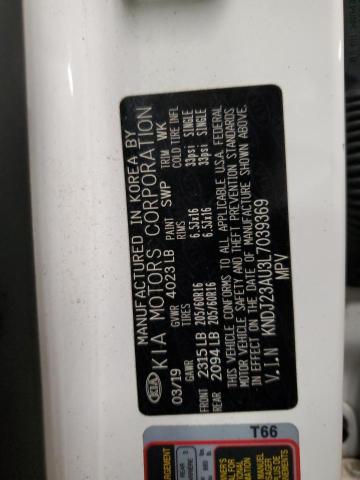 MANUFACTURED IN KOREA BY
KIA KIA MOTORS CORPORATION
03/19 GVWR 4023 LB PAINT SWP TRIM WK
GAWR RIMS COLD TIRE INFL
FRONT 2315 LB 205/60R16 6.5Jx16 33psi SINGLE
REAR 2094 LB 205/60R16 6.5Jx16 33psi SINGLE
THIS VEHICLE CONFORMS TO ALL APPLICABLE U.S.A. FEDERAL
MOTOR VEHICLE SAFETY AND THEFT PREVENTION STANDARDS
IN EFFECT ON THE DATE OF MANUFACTURE SHOWN ABOVE.
V.I.N KNDJ23AU3L7039369
MPV
T66